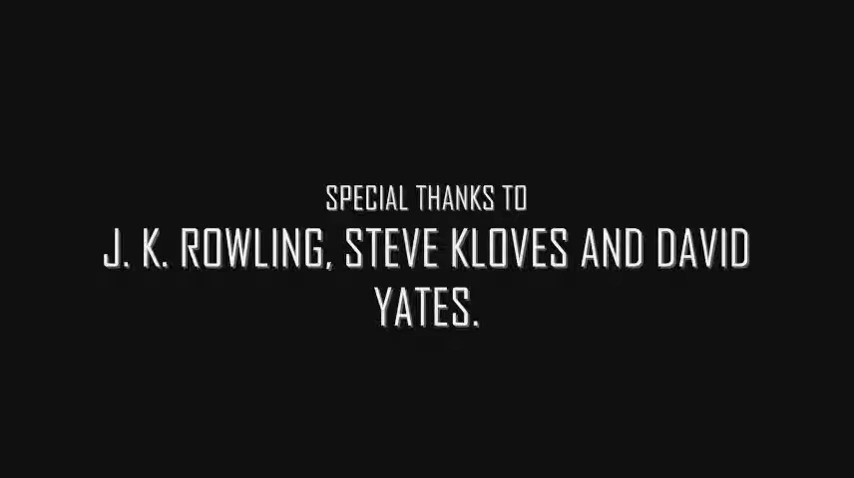 SPECIAL THANKS TO
J. K. ROWLING, STEVE KLOVES AND DAVID
YATES.